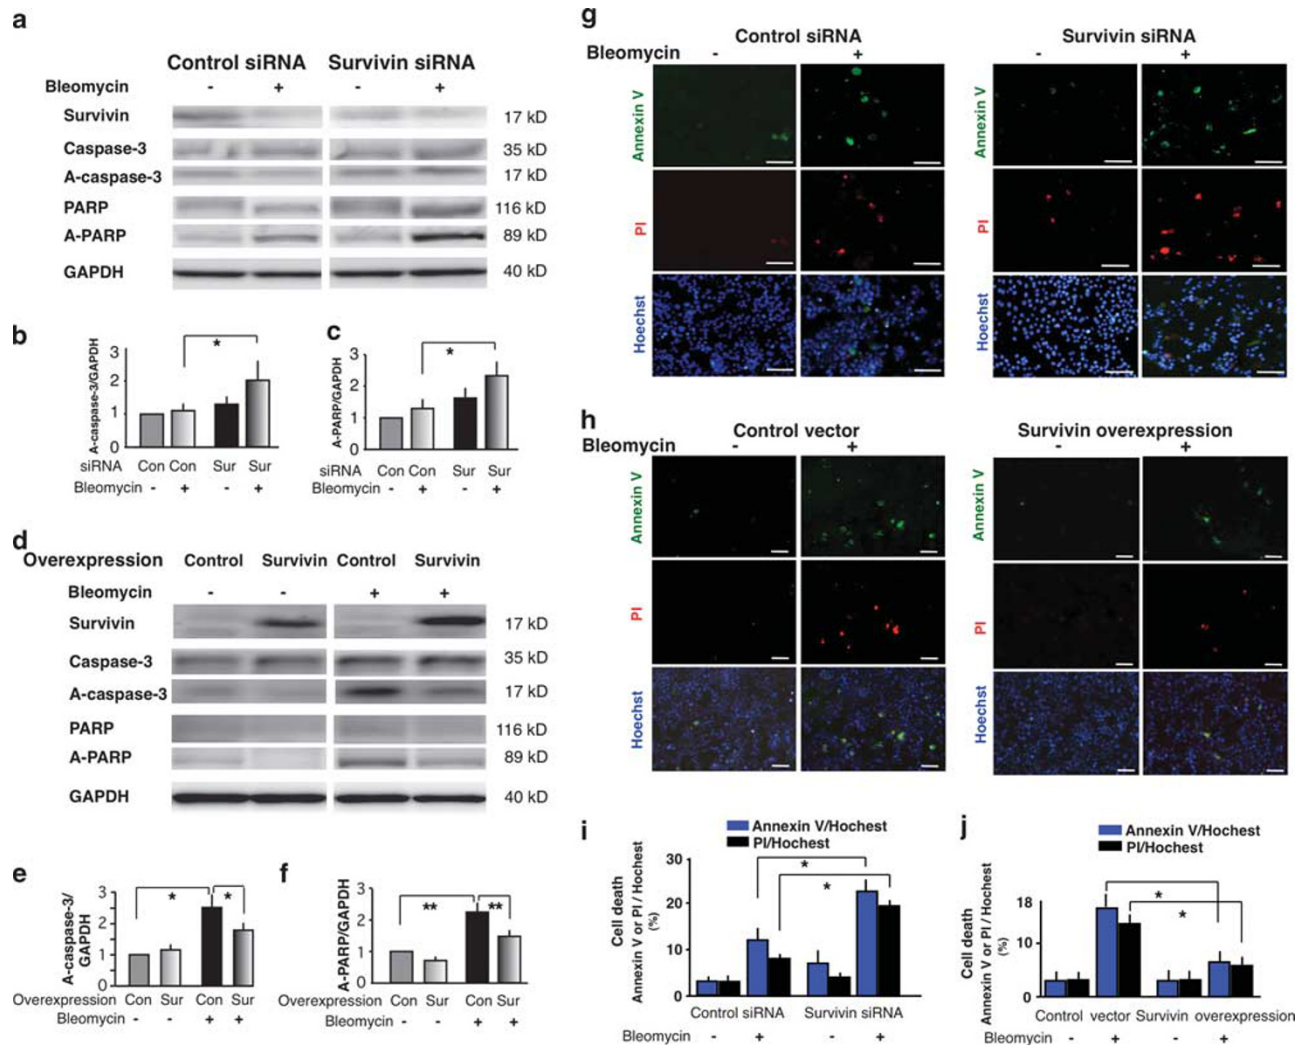 a
Control siRNA Survivin siRNA
Bleomycin - + - +
Survivin 17 kD
Caspase-3 35 kD
A-caspase-3 17 kD
PARP 116 kD
A-PARP 89 kD
GAPDH 40 kD
b
A-caspase-3/GAPDH
3
2
1
0
*
siRNA Con Con Sur Sur
Bleomycin - + - +
c
A-PARP/GAPDH
3
2
1
0
*
siRNA Con Con Sur Sur
Bleomycin - + - +
d
Overexpression Control Survivin Control Survivin
Bleomycin - - + +
Survivin 17 kD
Caspase-3 35 kD
A-caspase-3 17 kD
PARP 116 kD
A-PARP 89 kD
GAPDH 40 kD
e
A-caspase-3/
GAPDH
3
2
1
0
* *
Overexpression Con Sur Con Sur
Bleomycin - - + +
f
A-PARP/GAPDH
3
2
1
0
** **
Overexpression Con Sur Con Sur
Bleomycin - - + +
g
Control siRNA Survivin siRNA
Bleomycin - + - +
Annexin V Annexin V
PI PI
Hoechst Hoechst
h
Control vector Survivin overexpression
Bleomycin - + - +
Annexin V Annexin V
PI PI
Hoechst Hoechst
i
Annexin V/Hochest
PI/Hochest
Cell death
Annexin V or PI / Hochest
(%)
30
20
10
0
*
*
Control siRNA Survivin siRNA
Bleomycin - + - +
j
Annexin V/Hochest
PI/Hochest
Cell death
Annexin V or PI / Hochest
(%)
18
10
0
*
*
Control vector Survivin overexpression
Bleomycin - + - +